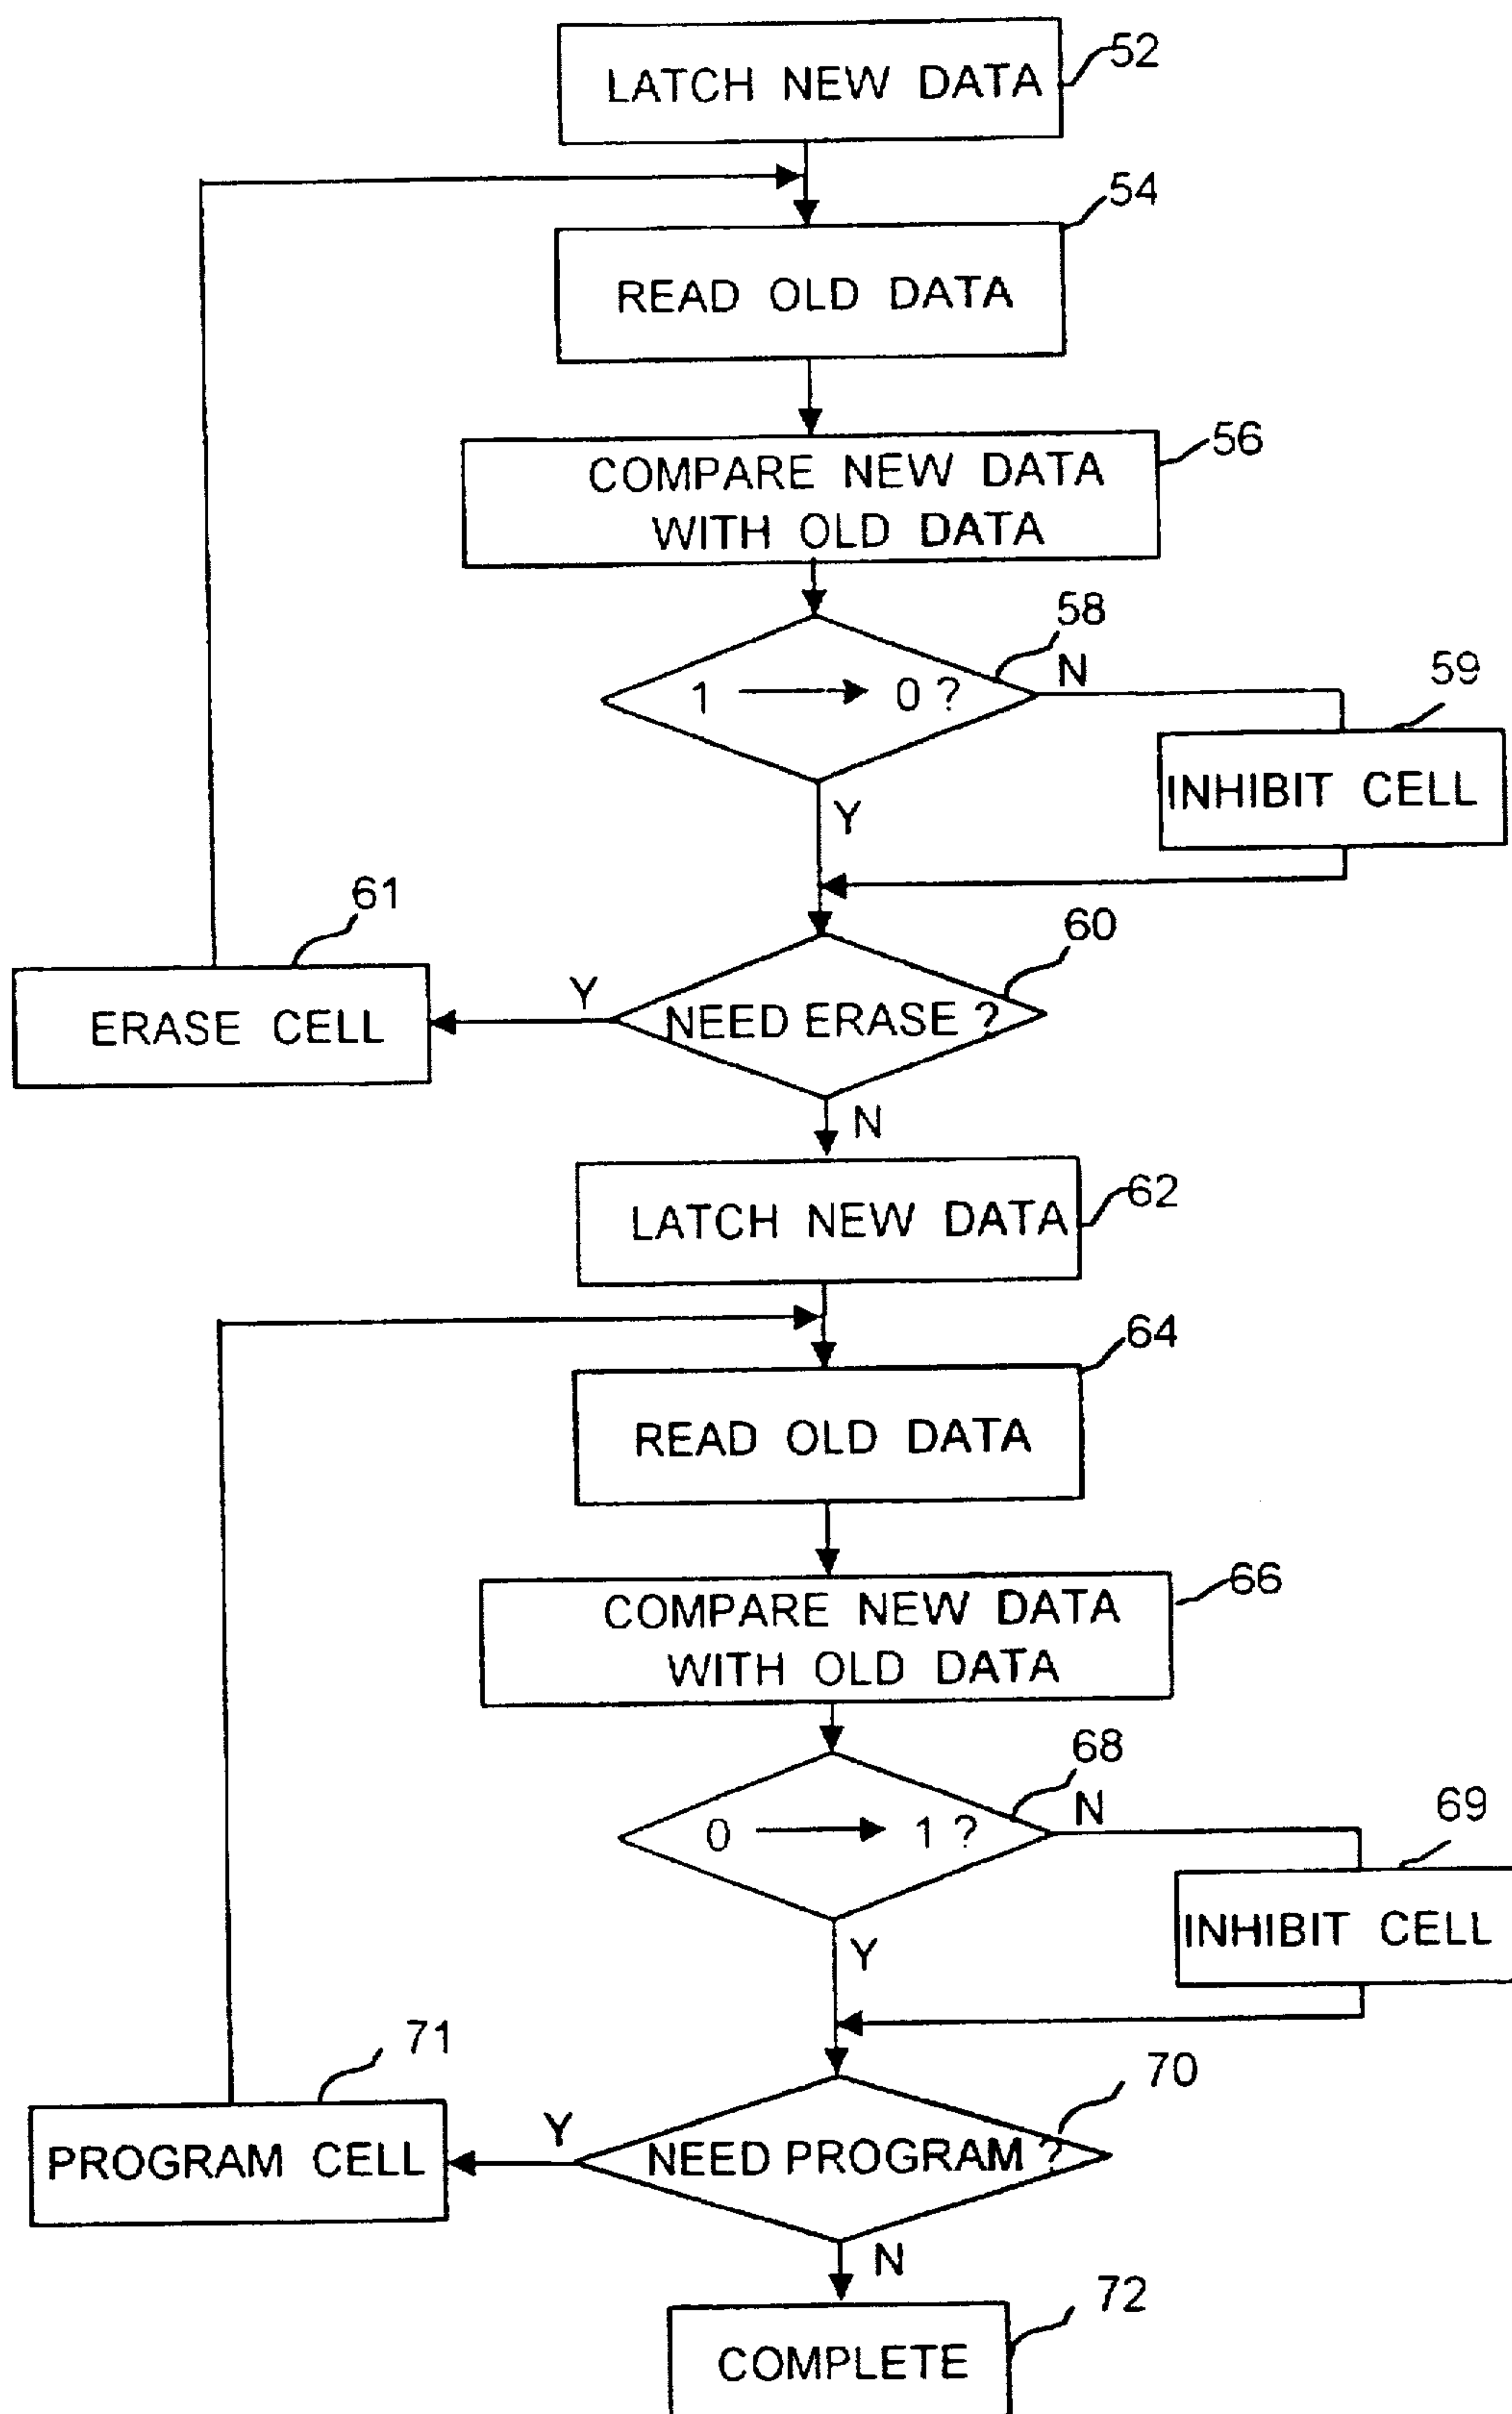 LATCH NEW DATA
52
54
READ OLD DATA
56
COMPARE NEW DATA
WITH OLD DATA
58
1 → 0 ?
N
59
INHIBIT CELL
Y
61
60
ERASE CELL
Y
NEED ERASE ?
N
LATCH NEW DATA
62
64
READ OLD DATA
66
COMPARE NEW DATA
WITH OLD DATA
68
0 → 1 ?
N
69
INHIBIT CELL
Y
71
70
PROGRAM CELL
Y
NEED PROGRAM ?
N
72
COMPLETE